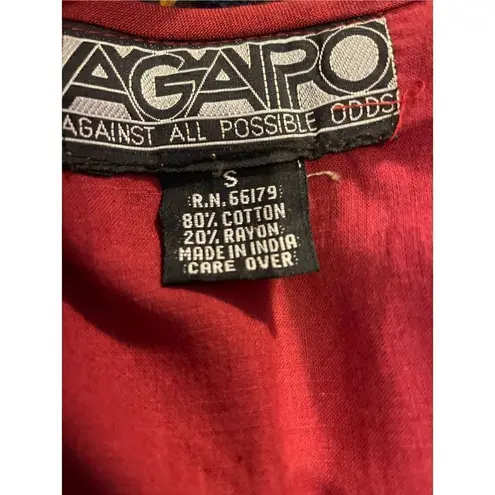 AGAPO
AGAINST ALL POSSIBLE ODDS!
S
R.N. 66179
80% COTTON
20% RAYON
MADE IN INDIA
CARE OVER